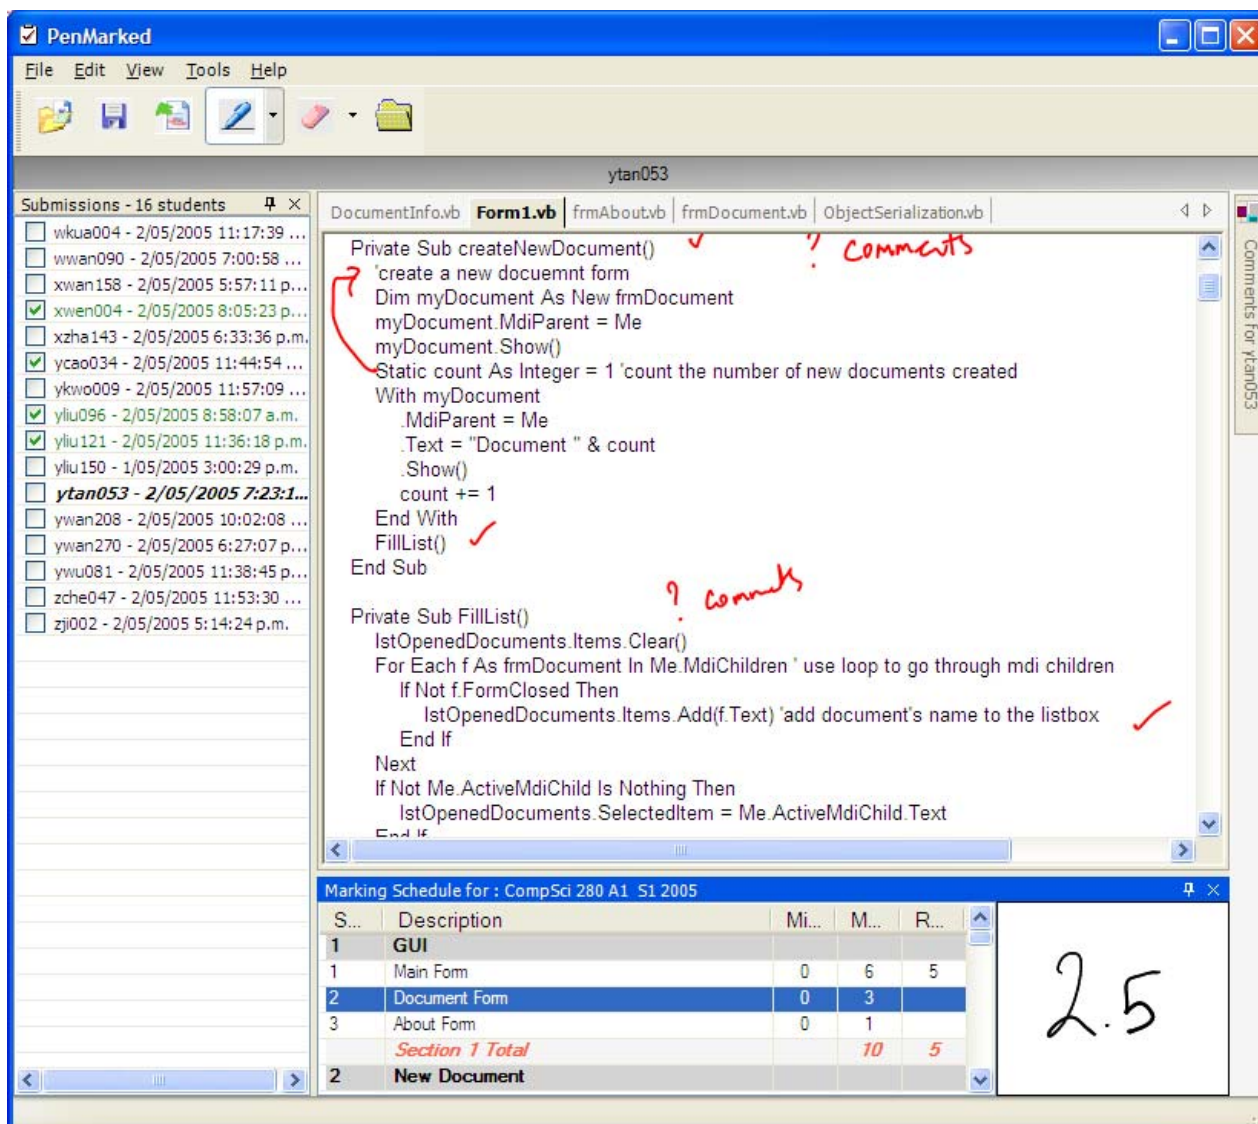 PenMarked
File Edit View Tools Help
ytan053
Submissions - 16 students
wkua004 - 2/05/2005 11:17:39 ...
wwan090 - 2/05/2005 7:00:58 ...
xwan158 - 2/05/2005 5:57:11 p...
xwen004 - 2/05/2005 8:05:23 p...
xzha143 - 2/05/2005 6:33:36 p.m.
ycao034 - 2/05/2005 11:44:54 ...
ykwo009 - 2/05/2005 11:57:09 ...
yliu096 - 2/05/2005 8:58:07 a.m.
yliu121 - 2/05/2005 11:36:18 p.m.
yliu150 - 1/05/2005 3:00:29 p.m.
ytan053 - 2/05/2005 7:23:1...
ywan208 - 2/05/2005 10:02:08 ...
ywan270 - 2/05/2005 6:27:07 p...
ywu081 - 2/05/2005 11:38:45 p...
zche047 - 2/05/2005 11:53:30 ...
zji002 - 2/05/2005 5:14:24 p.m.
DocumentInfo.vb Form1.vb frmAbout.vb frmDocument.vb ObjectSerialization.vb
Private Sub createNewDocument() ✓ ? comments
'create a new docuemnt form
Dim myDocument As New frmDocument
myDocument.MdiParent = Me
myDocument.Show()
Static count As Integer = 1 'count the number of new documents created
With myDocument
.MdiParent = Me
.Text = "Document " & count
.Show()
count += 1
End With
FillList() ✓
End Sub
? comments
Private Sub FillList()
lstOpenedDocuments.Items.Clear()
For Each f As frmDocument In Me.MdiChildren ' use loop to go through mdi children
If Not f.FormClosed Then
lstOpenedDocuments.Items.Add(f.Text) 'add document's name to the listbox ✓
End If
Next
If Not Me.ActiveMdiChild Is Nothing Then
lstOpenedDocuments.SelectedItem = Me.ActiveMdiChild.Text
End If
Comments for ytan053
Marking Schedule for : CompSci 280 A1 S1 2005
S... Description Mi... M... R...
1 GUI
1 Main Form 0 6 5
2 Document Form 0 3
3 About Form 0 1
Section 1 Total 10 5
2 New Document
2.5